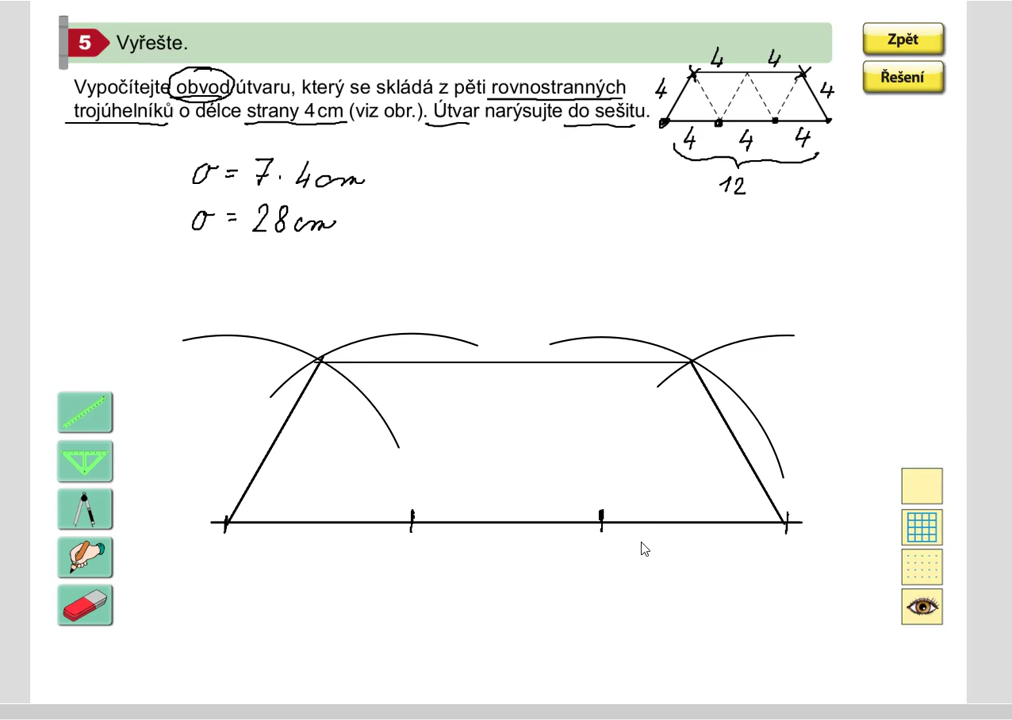 5 Vyřešte.
Zpět
Řešení
Vypočítejte obvod útvaru, který se skládá z pěti rovnostranných
trojúhelníků o délce strany 4 cm (viz obr.). Útvar narýsujte do sešitu.
4 4
4 4
4 4 4
12
o = 7 · 4cm
o = 28cm